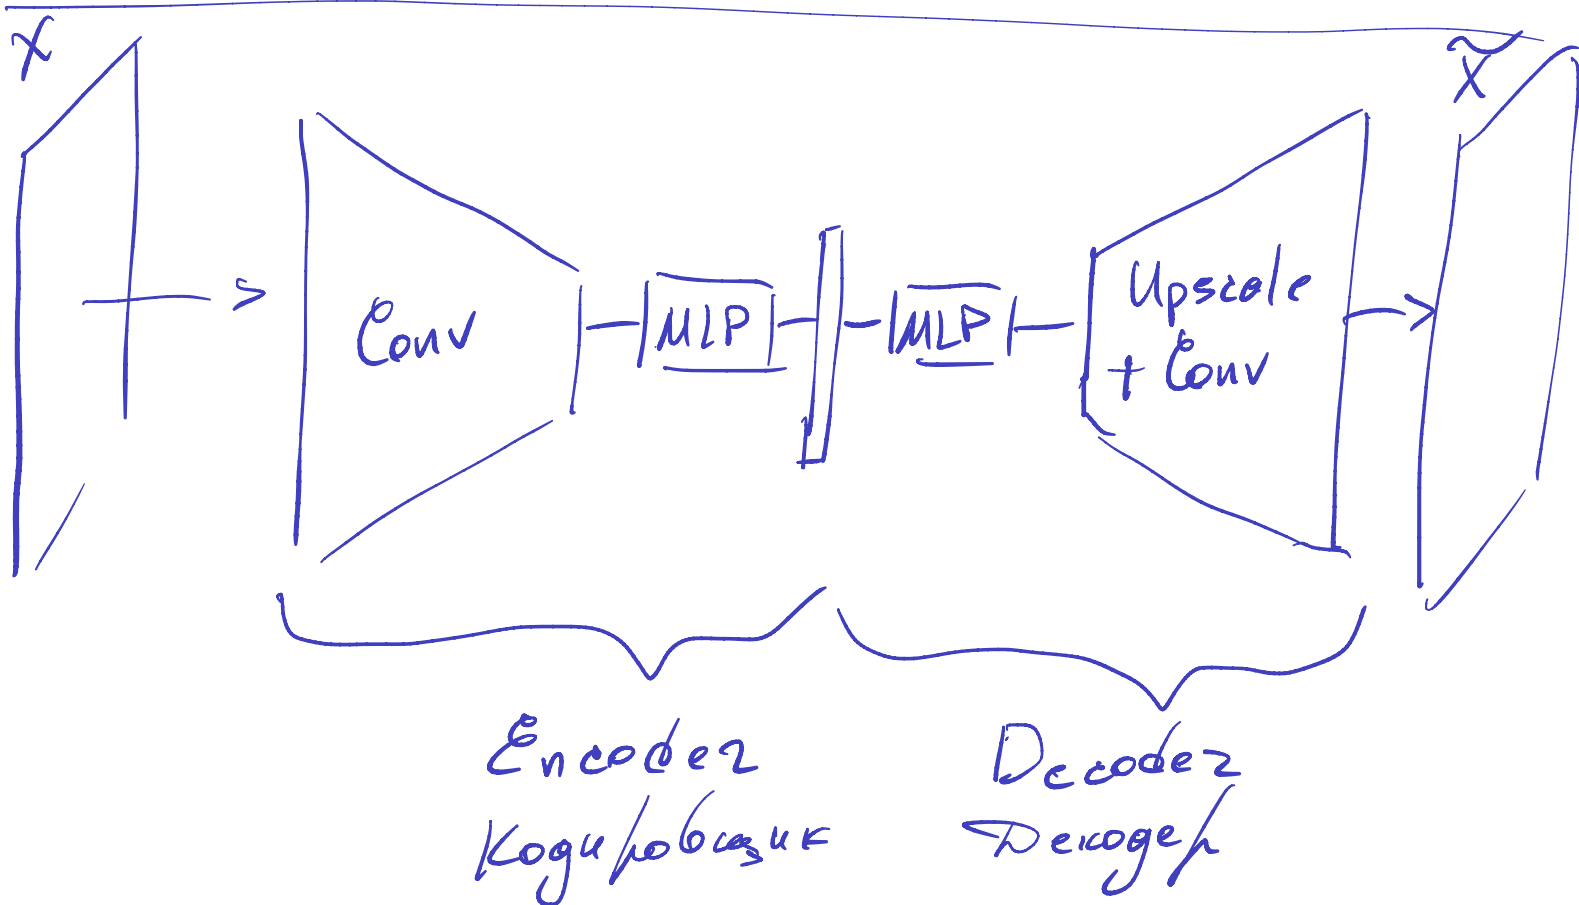 X
X̃
Conv
MLP
MLP
Upscale
+ Conv
Encoder
Кодировщик
Decoder
Декодер